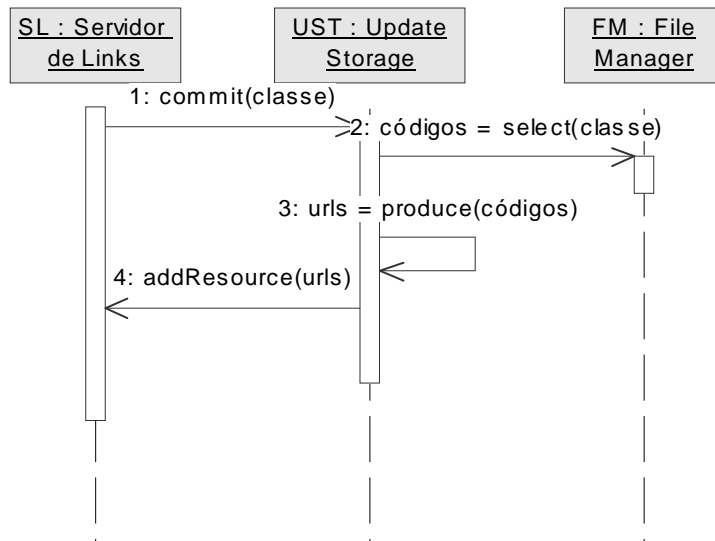 SL : Servidor
de Links
UST : Update
Storage
FM : File
Manager
1: commit(classe)
2: códigos = select(classe)
3: urls = produce(códigos)
4: addResource(urls)